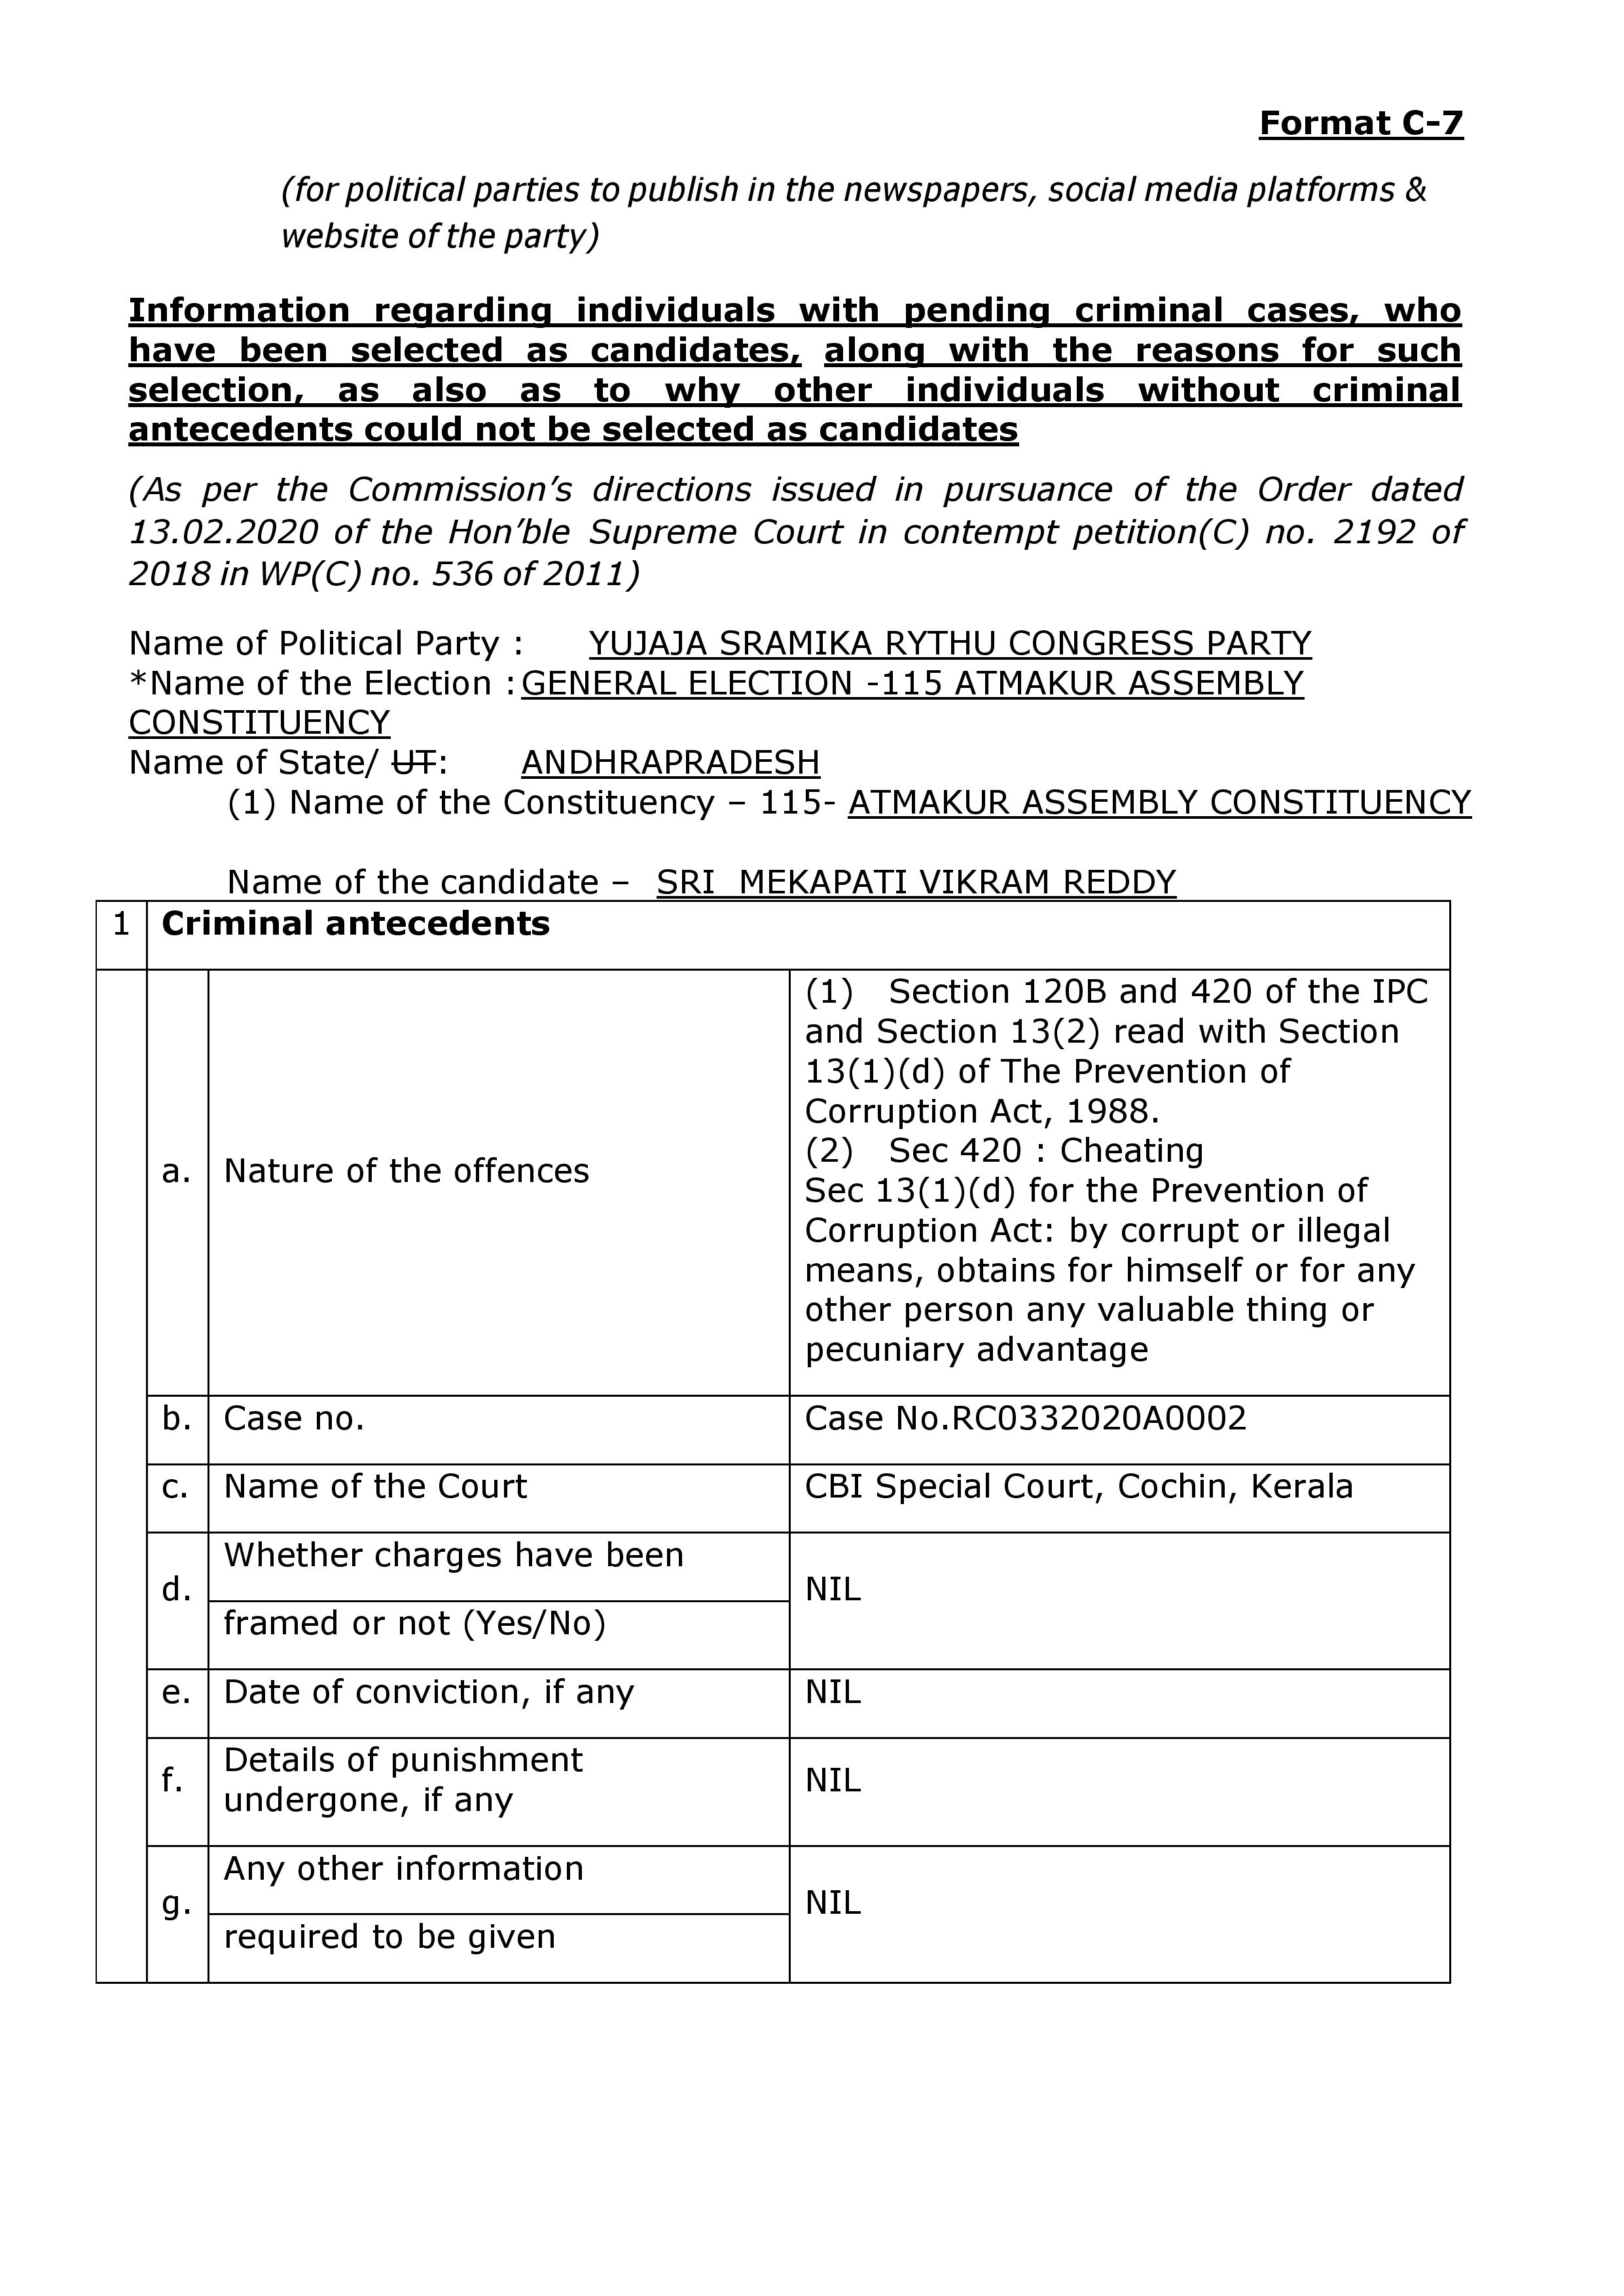 Format C-7
(for political parties to publish in the newspapers, social media platforms &
website of the party)
Information regarding individuals with pending criminal cases, who
have been selected as candidates, along with the reasons for such
selection, as also as to why other individuals without criminal
antecedents could not be selected as candidates
(As per the Commission’s directions issued in pursuance of the Order dated
13.02.2020 of the Hon’ble Supreme Court in contempt petition(C) no. 2192 of
2018 in WP(C) no. 536 of 2011)
Name of Political Party : YUJAJA SRAMIKA RYTHU CONGRESS PARTY
*Name of the Election : GENERAL ELECTION -115 ATMAKUR ASSEMBLY
CONSTITUENCY
Name of State/ UT: ANDHRAPRADESH
(1) Name of the Constituency – 115- ATMAKUR ASSEMBLY CONSTITUENCY
Name of the candidate – SRI MEKAPATI VIKRAM REDDY
1 Criminal antecedents
a. Nature of the offences
(1) Section 120B and 420 of the IPC
and Section 13(2) read with Section
13(1)(d) of The Prevention of
Corruption Act, 1988.
(2) Sec 420 : Cheating
Sec 13(1)(d) for the Prevention of
Corruption Act: by corrupt or illegal
means, obtains for himself or for any
other person any valuable thing or
pecuniary advantage
b. Case no. Case No.RC0332020A0002
c. Name of the Court CBI Special Court, Cochin, Kerala
d. Whether charges have been
framed or not (Yes/No)
NIL
e. Date of conviction, if any NIL
f. Details of punishment
undergone, if any
NIL
g. Any other information
required to be given
NIL